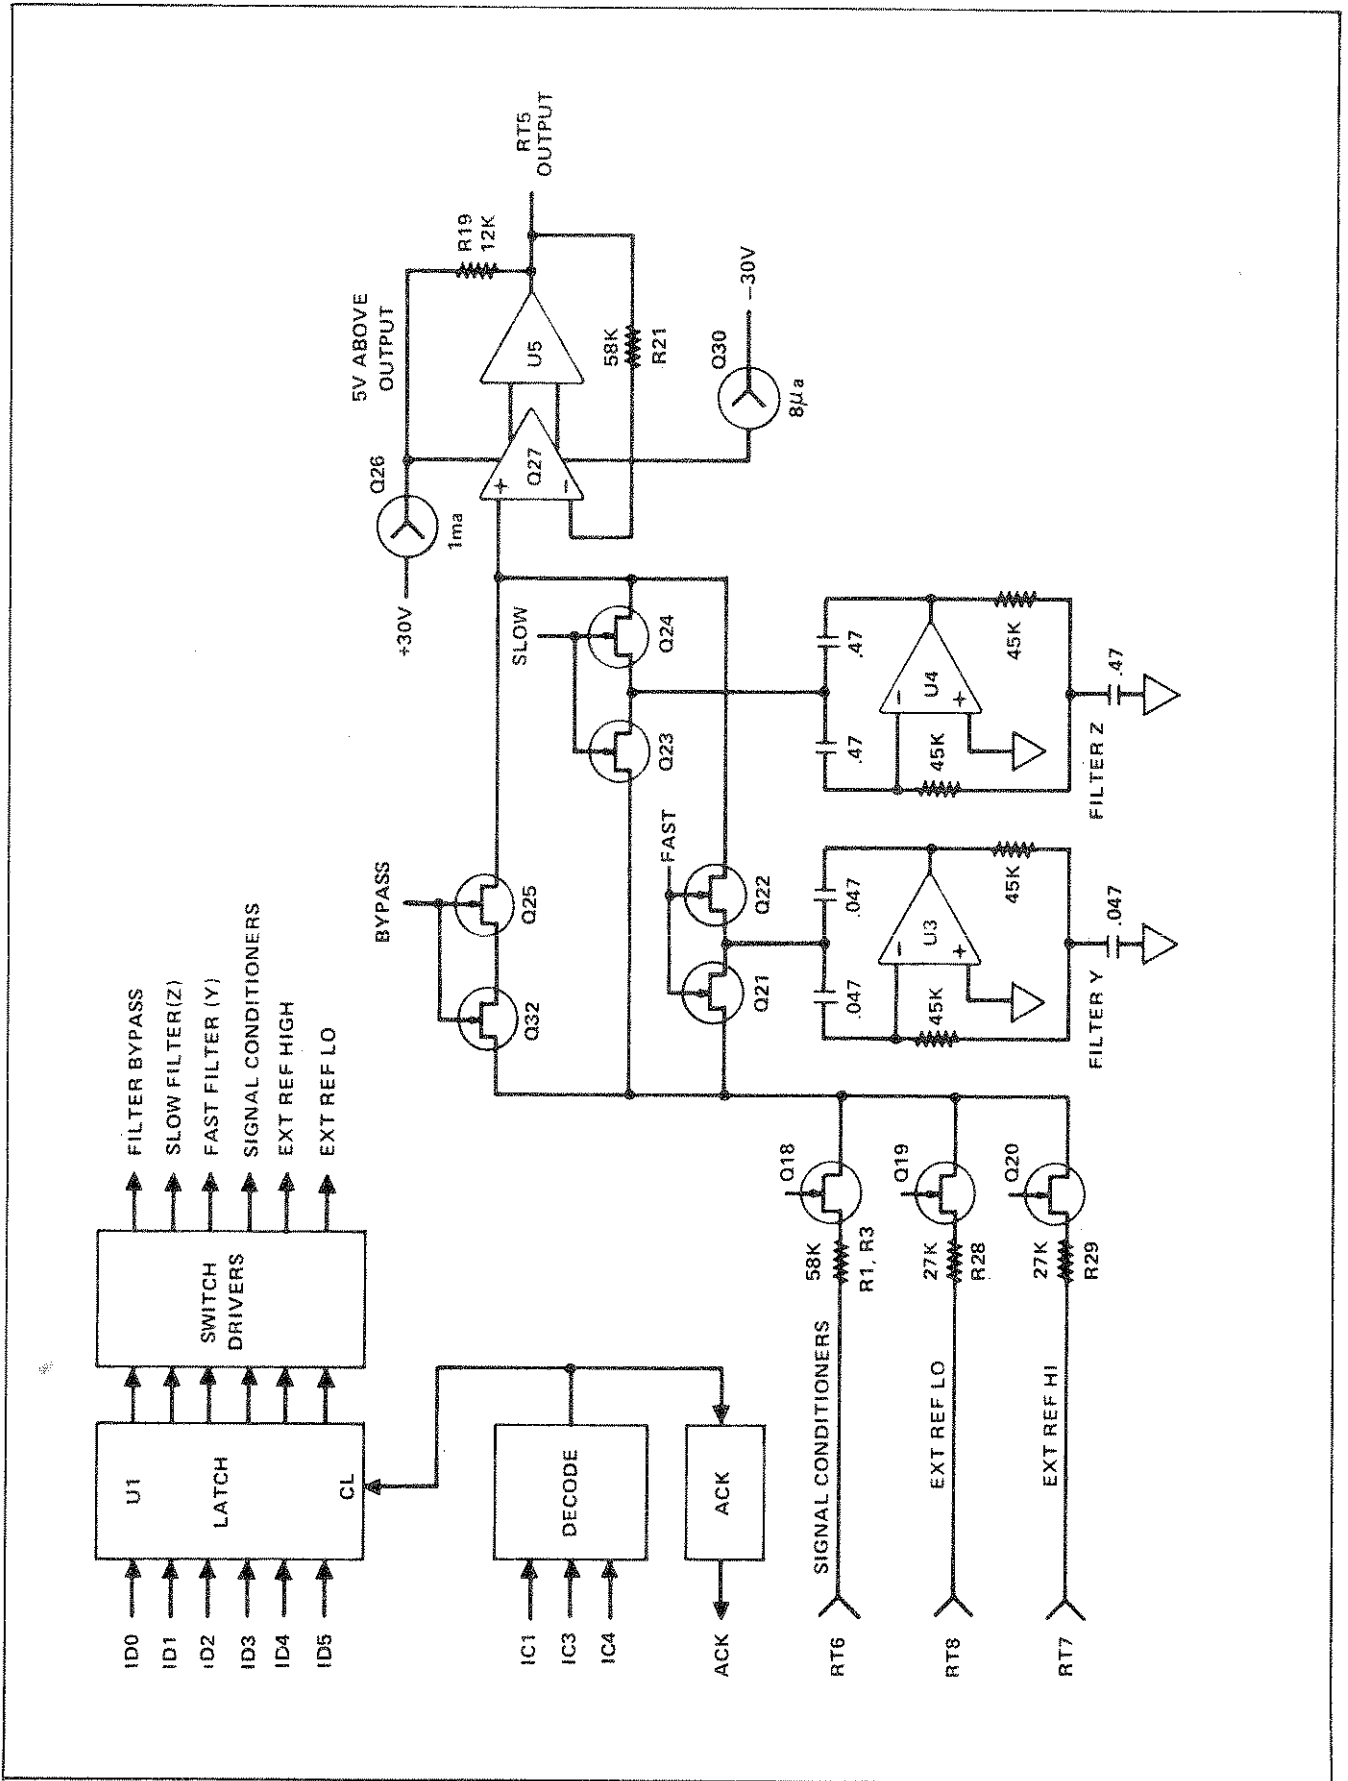 ID0
ID1
ID2
ID3
ID4
ID5
U1
LATCH
CL
SWITCH
DRIVERS
FILTER BYPASS
SLOW FILTER(Z)
FAST FILTER (Y)
SIGNAL CONDITIONERS
EXT REF HIGH
EXT REF LO
IC1
IC3
IC4
DECODE
ACK
ACK
BYPASS
Q32
Q25
SLOW
Q23
Q24
FAST
Q21
Q22
+30V
Q26
1ma
5V ABOVE
OUTPUT
R19
12K
RT5
OUTPUT
+
−
Q27
U5
58K
R21
Q30
−30V
8µa
RT6
SIGNAL CONDITIONERS
58K
R1, R3
Q18
RT8
EXT REF LO
27K
R28
Q19
RT7
EXT REF HI
27K
R29
Q20
.047
.047
−
+
U3
45K
45K
FILTER Y
.047
.47
.47
−
+
U4
45K
45K
FILTER Z
.47